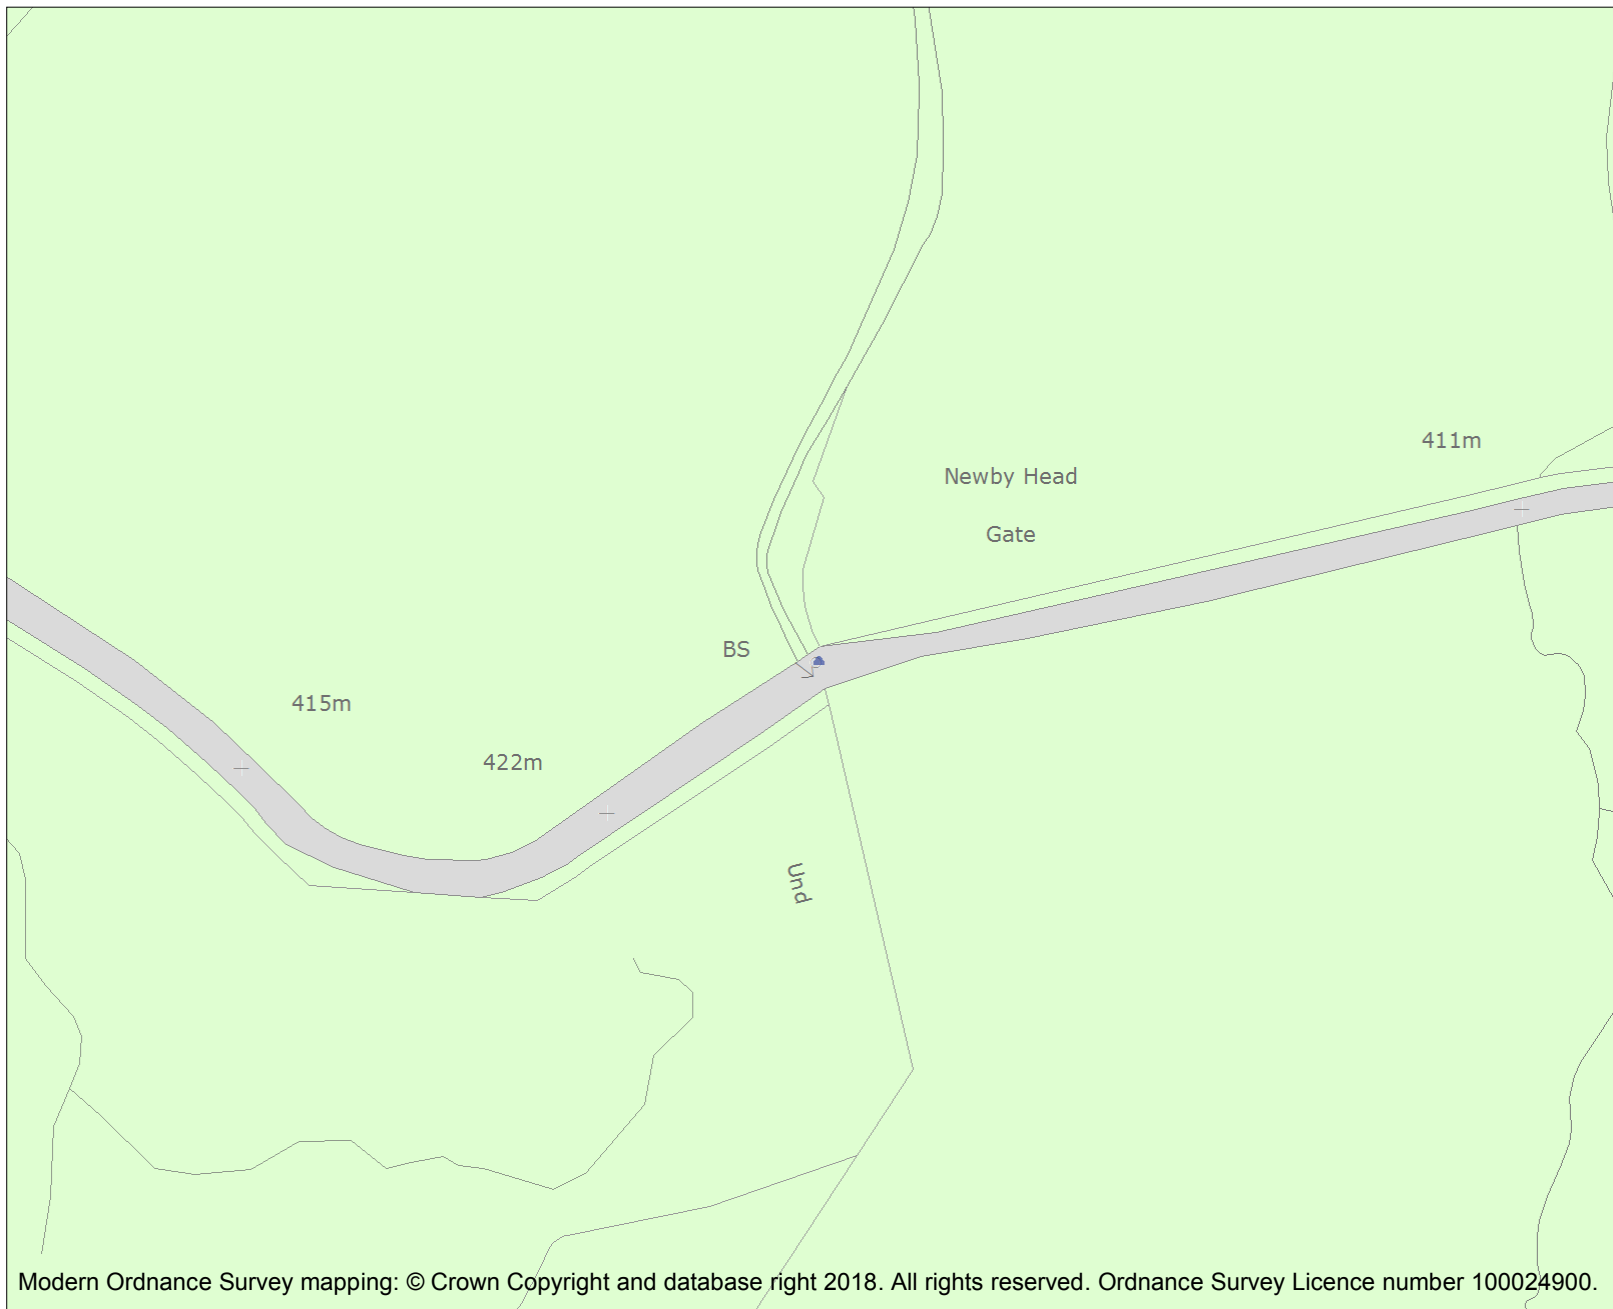 411m
Newby Head
Gate
BS
415m
422m
Und
Modern Ordnance Survey mapping: © Crown Copyright and database right 2018. All rights reserved. Ordnance Survey Licence number 100024900.